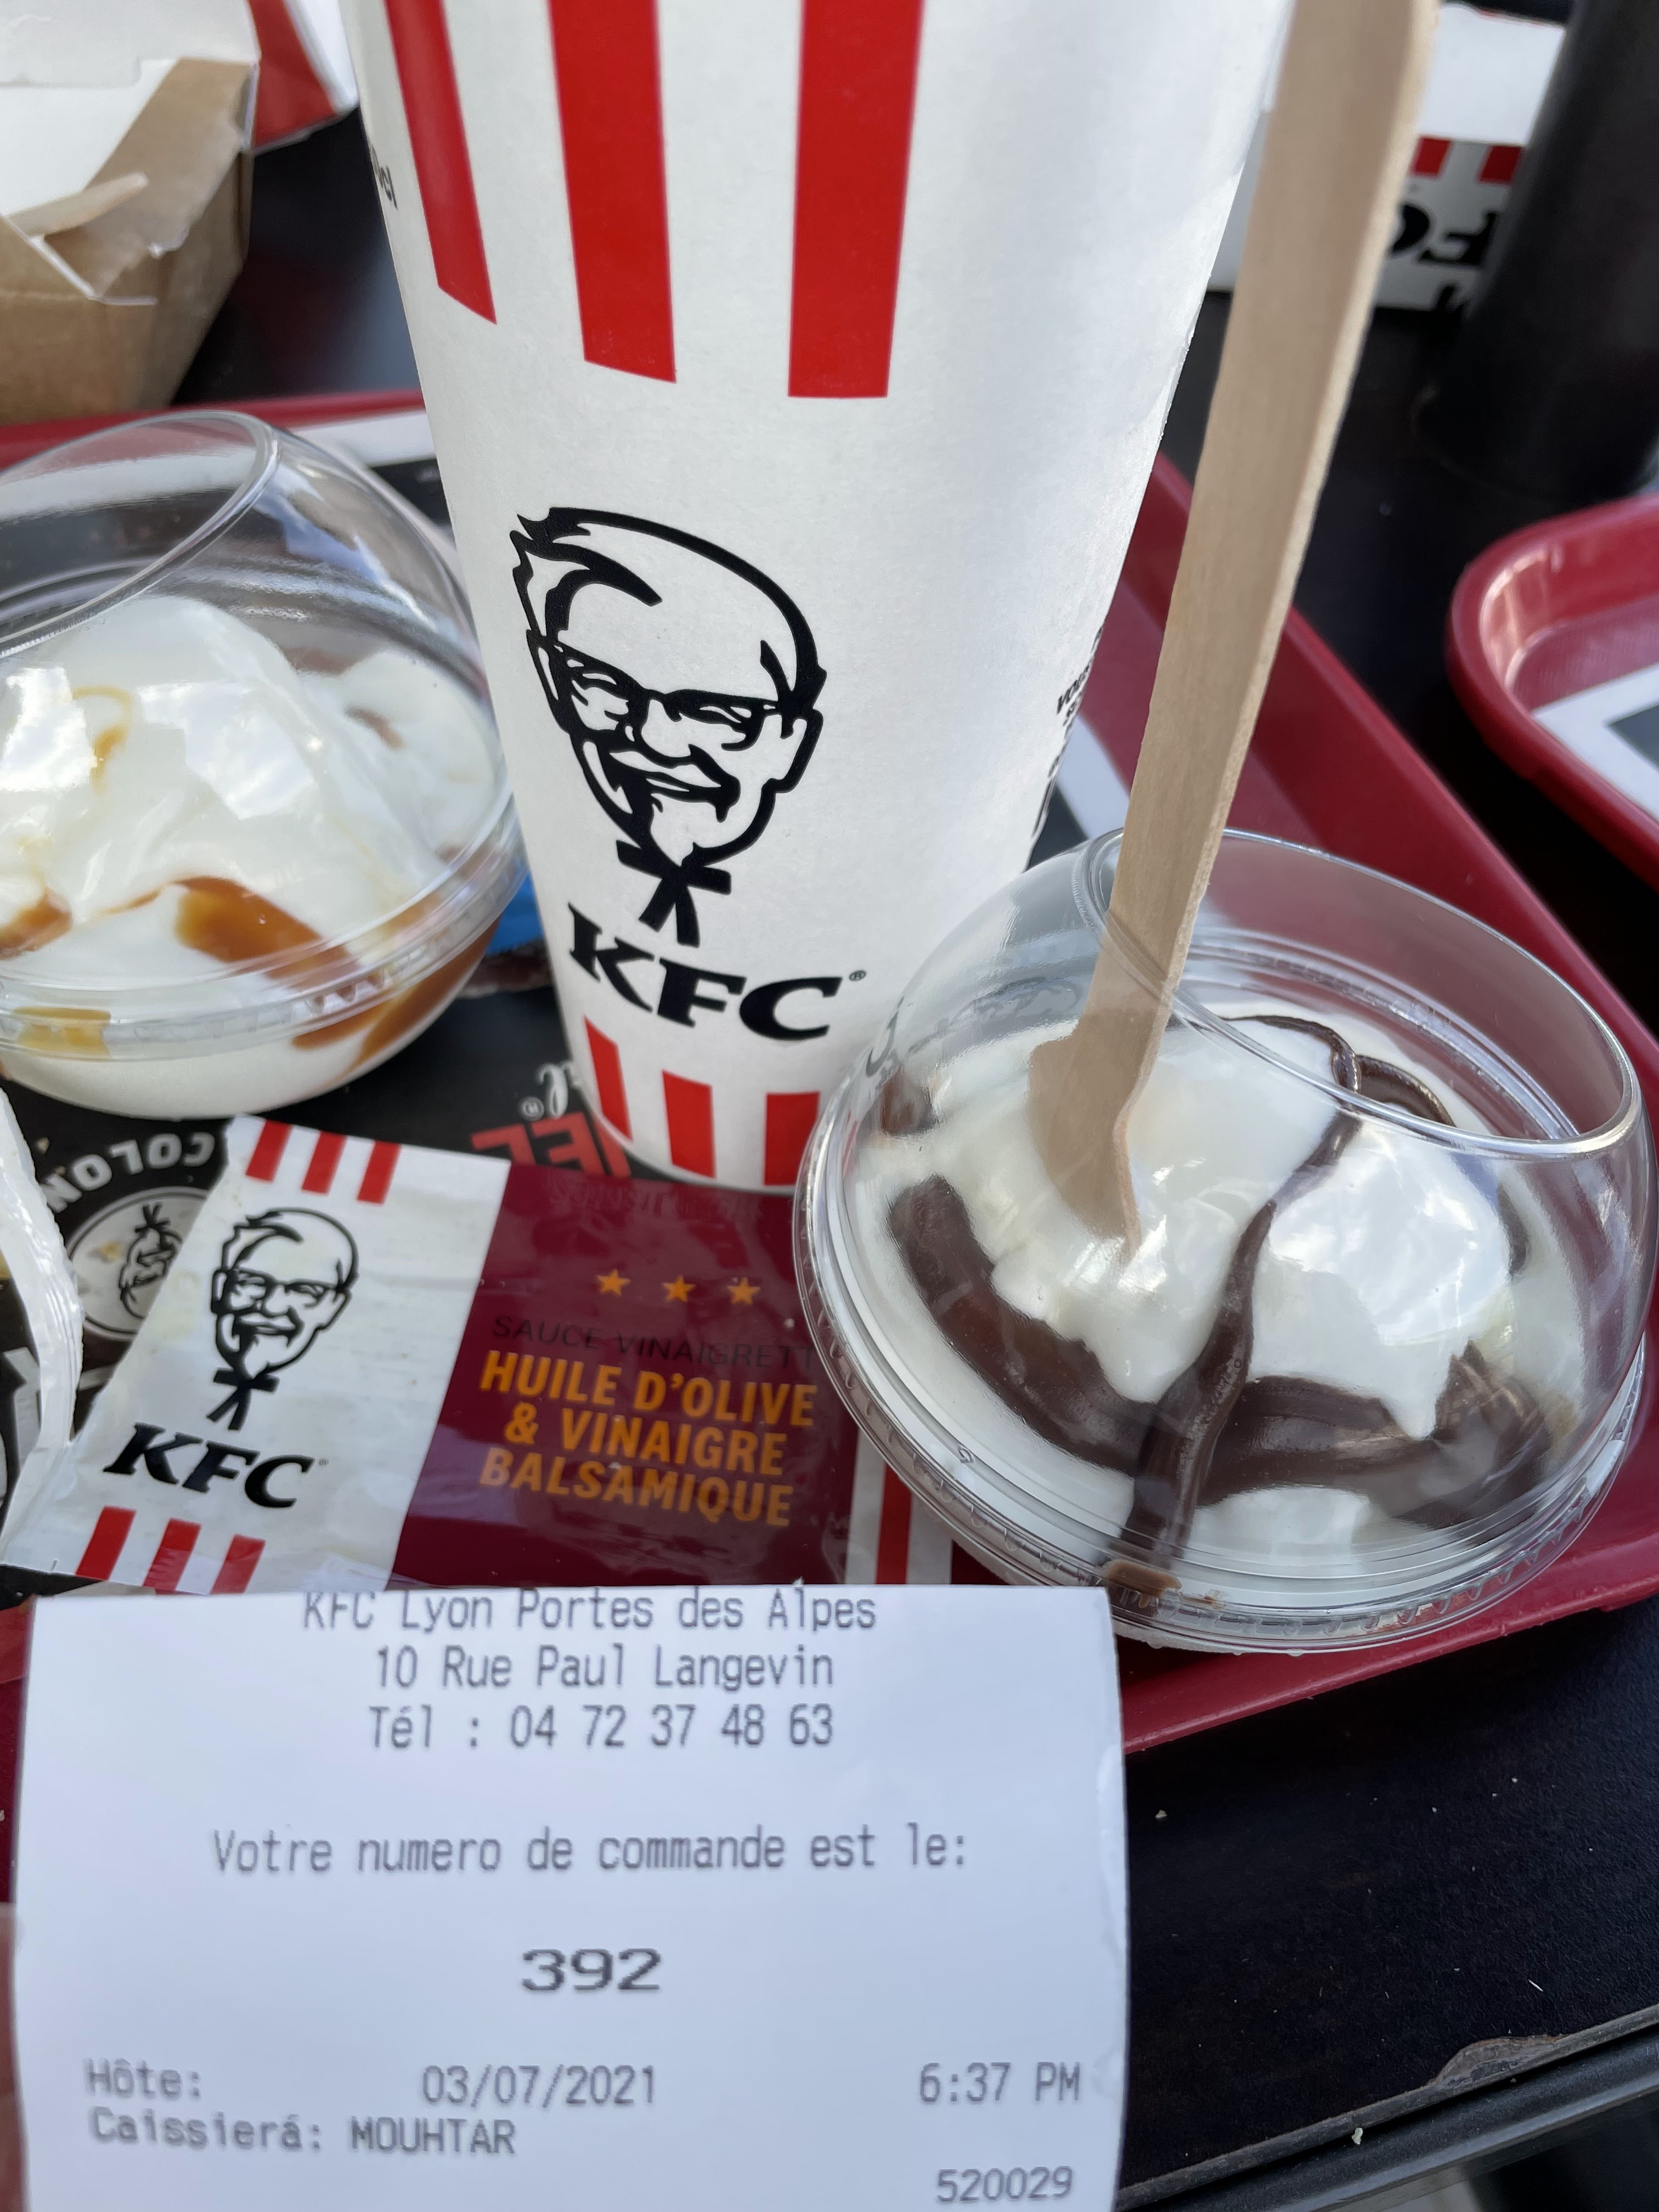 KFC®
COLON
KFC
SAUCE VINAIGRETT
HUILE D'OLIVE
& VINAIGRE
BALSAMIQUE
KFC Lyon Portes des Alpes
10 Rue Paul Langevin
Tél : 04 72 37 48 63
Votre numero de commande est le:
392
Hôte: 03/07/2021 6:37 PM
Caissierá: MOUHTAR
520029